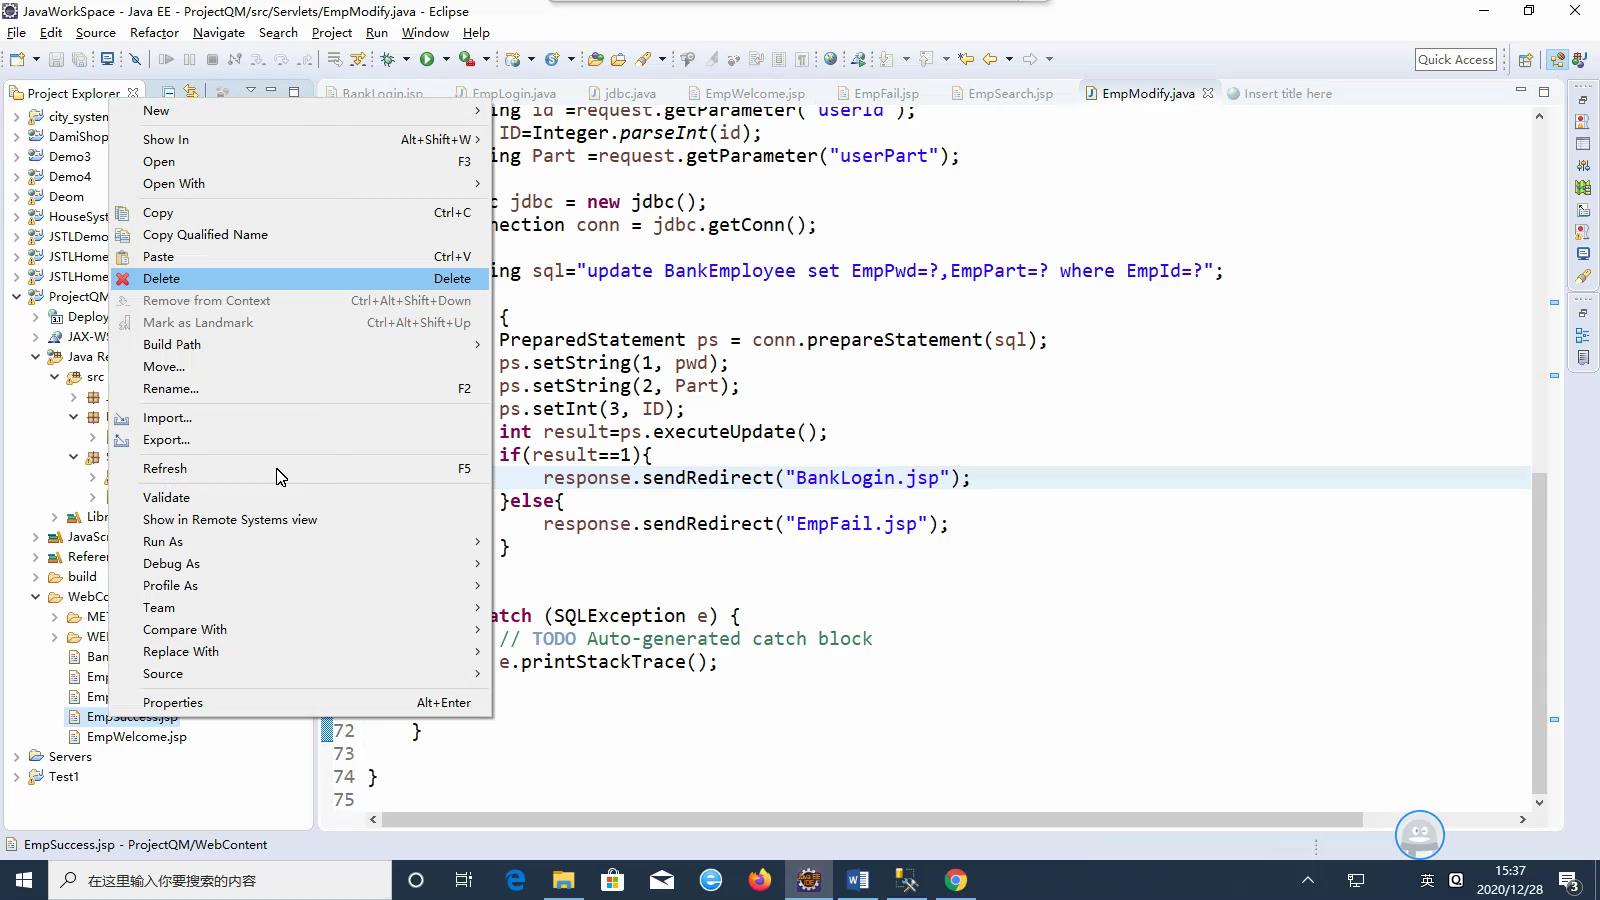 JavaWorkSpace - Java EE - ProjectQM/src/Servlets/EmpModify.java - Eclipse
File Edit Source Refactor Navigate Search Project Run Window Help
Quick Access
Project Explorer
BankLogin.jsp EmpLogin.java jdbc.java EmpWelcome.jsp EmpFail.jsp EmpSearch.jsp EmpModify.java Insert title here
city_system
DamiShop
Demo3
Demo4
Deom
HouseSyst
JSTLDemo
JSTLHome
JSTLHome
ProjectQM
Deploy
JAX-WS
Java Re
src
Libr
JavaScr
Referen
build
WebCo
MET
WEI
Ban
Emp
Emp
EmpSuccess.jsp
EmpWelcome.jsp
Servers
Test1
New
Show In Alt+Shift+W
Open F3
Open With
Copy Ctrl+C
Copy Qualified Name
Paste Ctrl+V
Delete Delete
Remove from Context Ctrl+Alt+Shift+Down
Mark as Landmark Ctrl+Alt+Shift+Up
Build Path
Move...
Rename... F2
Import...
Export...
Refresh F5
Validate
Show in Remote Systems view
Run As
Debug As
Profile As
Team
Compare With
Replace With
Source
Properties Alt+Enter
ing id =request.getParameter("userId");
ID=Integer.parseInt(id);
ng Part =request.getParameter("userPart");
c jdbc = new jdbc();
nection conn = jdbc.getConn();
ng sql="update BankEmployee set EmpPwd=?,EmpPart=? where EmpId=?";
{
PreparedStatement ps = conn.prepareStatement(sql);
ps.setString(1, pwd);
ps.setString(2, Part);
ps.setInt(3, ID);
int result=ps.executeUpdate();
if(result==1){
response.sendRedirect("BankLogin.jsp");
}else{
response.sendRedirect("EmpFail.jsp");
}
atch (SQLException e) {
// TODO Auto-generated catch block
e.printStackTrace();
72 }
73
74 }
75
EmpSuccess.jsp - ProjectQM/WebContent
在这里输入你要搜索的内容
英
15:37
2020/12/28
3